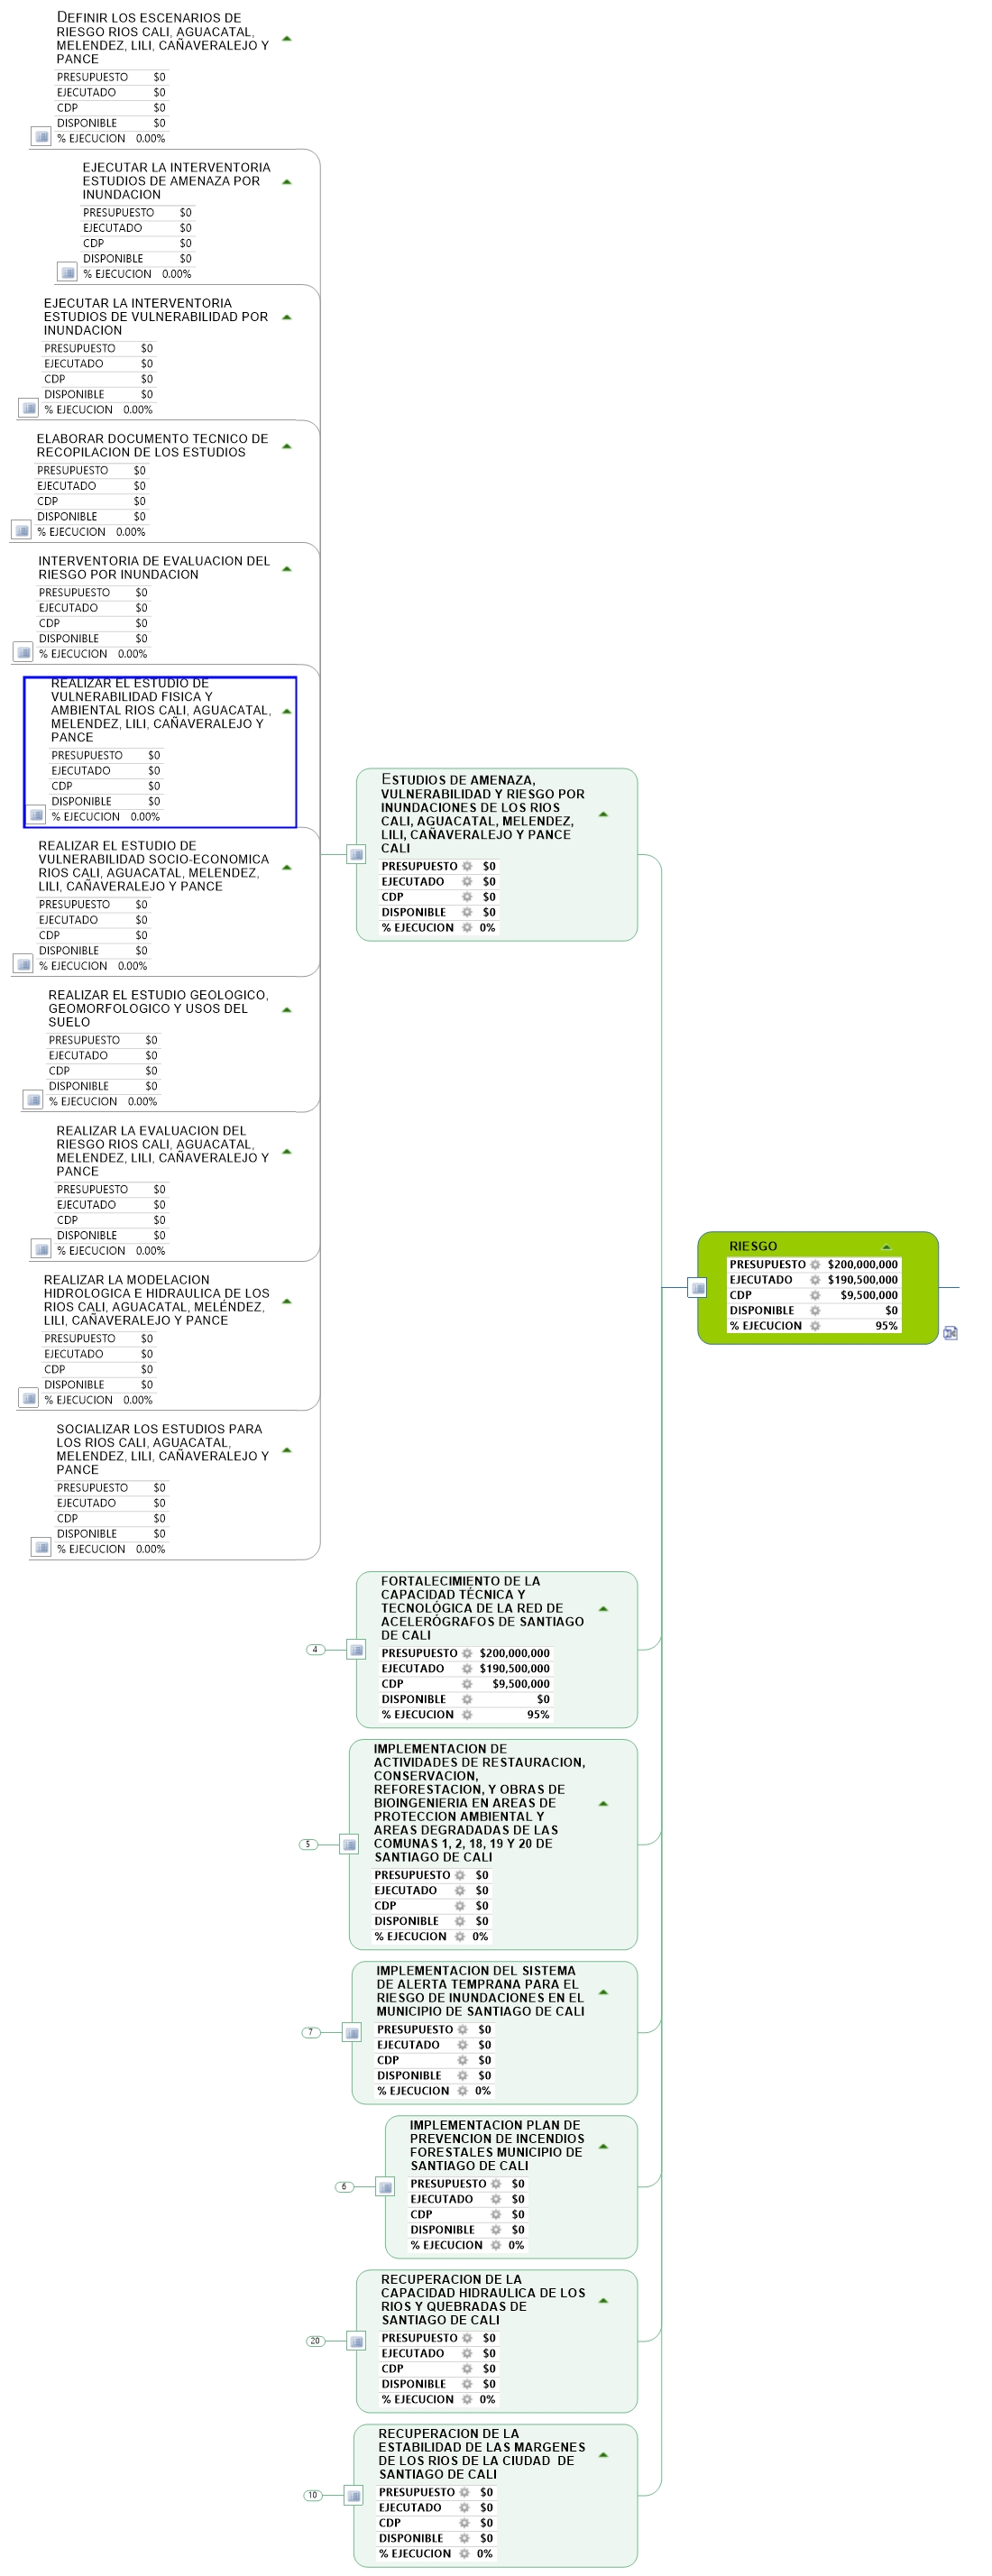 DEFINIR LOS ESCENARIOS DE
RIESGO RIOS CALI, AGUACATAL,
MELENDEZ, LILI, CAÑAVERALEJO Y
PANCE
PRESUPUESTO $0
EJECUTADO $0
CDP $0
DISPONIBLE $0
% EJECUCION 0.00%
EJECUTAR LA INTERVENTORIA
ESTUDIOS DE AMENAZA POR
INUNDACION
PRESUPUESTO $0
EJECUTADO $0
CDP $0
DISPONIBLE $0
% EJECUCION 0.00%
EJECUTAR LA INTERVENTORIA
ESTUDIOS DE VULNERABILIDAD POR
INUNDACION
PRESUPUESTO $0
EJECUTADO $0
CDP $0
DISPONIBLE $0
% EJECUCION 0.00%
ELABORAR DOCUMENTO TECNICO DE
RECOPILACION DE LOS ESTUDIOS
PRESUPUESTO $0
EJECUTADO $0
CDP $0
DISPONIBLE $0
% EJECUCION 0.00%
INTERVENTORIA DE EVALUACION DEL
RIESGO POR INUNDACION
PRESUPUESTO $0
EJECUTADO $0
CDP $0
DISPONIBLE $0
% EJECUCION 0.00%
REALIZAR EL ESTUDIO DE
VULNERABILIDAD FISICA Y
AMBIENTAL RIOS CALI, AGUACATAL,
MELENDEZ, LILI, CAÑAVERALEJO Y
PANCE
PRESUPUESTO $0
EJECUTADO $0
CDP $0
DISPONIBLE $0
% EJECUCION 0.00%
REALIZAR EL ESTUDIO DE
VULNERABILIDAD SOCIO-ECONOMICA
RIOS CALI, AGUACATAL, MELENDEZ,
LILI, CAÑAVERALEJO Y PANCE
PRESUPUESTO $0
EJECUTADO $0
CDP $0
DISPONIBLE $0
% EJECUCION 0.00%
REALIZAR EL ESTUDIO GEOLOGICO,
GEOMORFOLOGICO Y USOS DEL
SUELO
PRESUPUESTO $0
EJECUTADO $0
CDP $0
DISPONIBLE $0
% EJECUCION 0.00%
REALIZAR LA EVALUACION DEL
RIESGO RIOS CALI, AGUACATAL,
MELENDEZ, LILI, CAÑAVERALEJO Y
PANCE
PRESUPUESTO $0
EJECUTADO $0
CDP $0
DISPONIBLE $0
% EJECUCION 0.00%
REALIZAR LA MODELACION
HIDROLOGICA E HIDRAULICA DE LOS
RIOS CALI, AGUACATAL, MELÉNDEZ,
LILI, CAÑAVERALEJO Y PANCE
PRESUPUESTO $0
EJECUTADO $0
CDP $0
DISPONIBLE $0
% EJECUCION 0.00%
SOCIALIZAR LOS ESTUDIOS PARA
LOS RIOS CALI, AGUACATAL,
MELENDEZ, LILI, CAÑAVERALEJO Y
PANCE
PRESUPUESTO $0
EJECUTADO $0
CDP $0
DISPONIBLE $0
% EJECUCION 0.00%
ESTUDIOS DE AMENAZA,
VULNERABILIDAD Y RIESGO POR
INUNDACIONES DE LOS RIOS
CALI, AGUACATAL, MELENDEZ,
LILI, CAÑAVERALEJO Y PANCE
CALI
PRESUPUESTO $0
EJECUTADO $0
CDP $0
DISPONIBLE $0
% EJECUCION 0%
RIESGO
PRESUPUESTO $200,000,000
EJECUTADO $190,500,000
CDP $9,500,000
DISPONIBLE $0
% EJECUCION 95%
FORTALECIMIENTO DE LA
CAPACIDAD TÉCNICA Y
TECNOLÓGICA DE LA RED DE
ACELERÓGRAFOS DE SANTIAGO
DE CALI
4
PRESUPUESTO $200,000,000
EJECUTADO $190,500,000
CDP $9,500,000
DISPONIBLE $0
% EJECUCION 95%
IMPLEMENTACION DE
ACTIVIDADES DE RESTAURACION,
CONSERVACION,
REFORESTACION, Y OBRAS DE
BIOINGENIERIA EN AREAS DE
PROTECCION AMBIENTAL Y
AREAS DEGRADADAS DE LAS
COMUNAS 1, 2, 18, 19 Y 20 DE
SANTIAGO DE CALI
5
PRESUPUESTO $0
EJECUTADO $0
CDP $0
DISPONIBLE $0
% EJECUCION 0%
IMPLEMENTACION DEL SISTEMA
DE ALERTA TEMPRANA PARA EL
RIESGO DE INUNDACIONES EN EL
MUNICIPIO DE SANTIAGO DE CALI
7
PRESUPUESTO $0
EJECUTADO $0
CDP $0
DISPONIBLE $0
% EJECUCION 0%
IMPLEMENTACION PLAN DE
PREVENCION DE INCENDIOS
FORESTALES MUNICIPIO DE
SANTIAGO DE CALI
6
PRESUPUESTO $0
EJECUTADO $0
CDP $0
DISPONIBLE $0
% EJECUCION 0%
RECUPERACION DE LA
CAPACIDAD HIDRAULICA DE LOS
RIOS Y QUEBRADAS DE
SANTIAGO DE CALI
20
PRESUPUESTO $0
EJECUTADO $0
CDP $0
DISPONIBLE $0
% EJECUCION 0%
RECUPERACION DE LA
ESTABILIDAD DE LAS MARGENES
DE LOS RIOS DE LA CIUDAD DE
SANTIAGO DE CALI
10
PRESUPUESTO $0
EJECUTADO $0
CDP $0
DISPONIBLE $0
% EJECUCION 0%